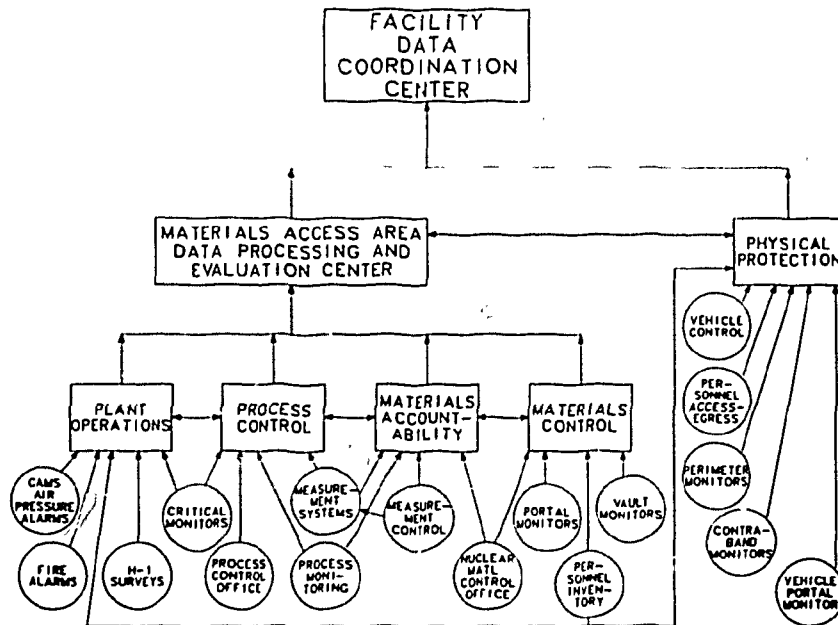 FACILITY
DATA
COORDINATION
CENTER
MATERIALS ACCESS AREA
DATA PROCESSING AND
EVALUATION CENTER
PHYSICAL
PROTECTION
VEHICLE
CONTROL
PLANT
OPERATIONS
PROCESS
CONTROL
MATERIALS
ACCOUNT-
ABILITY
MATERIALS
CONTROL
PER-
SONNEL
ACCESS-
EGRESS
PERIMETER
MONITORS
CAMS
AIR
PRESSURE
ALARMS
CRITICAL
MONITORS
MEASURE-
MENT
SYSTEMS
MEASURE-
MENT
CONTROL
PORTAL
MONITORS
VAULT
MONITORS
CONTRA-
BAND
MONITORS
FIRE
ALARMS
H-1
SURVEYS
PROCESS
CONTROL
OFFICE
PROCESS
MONI-
TORING
NUCLEAR
MATL
CONTROL
OFFICE
PER-
SONNEL
INVEN-
TORY
VEHICLE
PORTAL
MONITOR